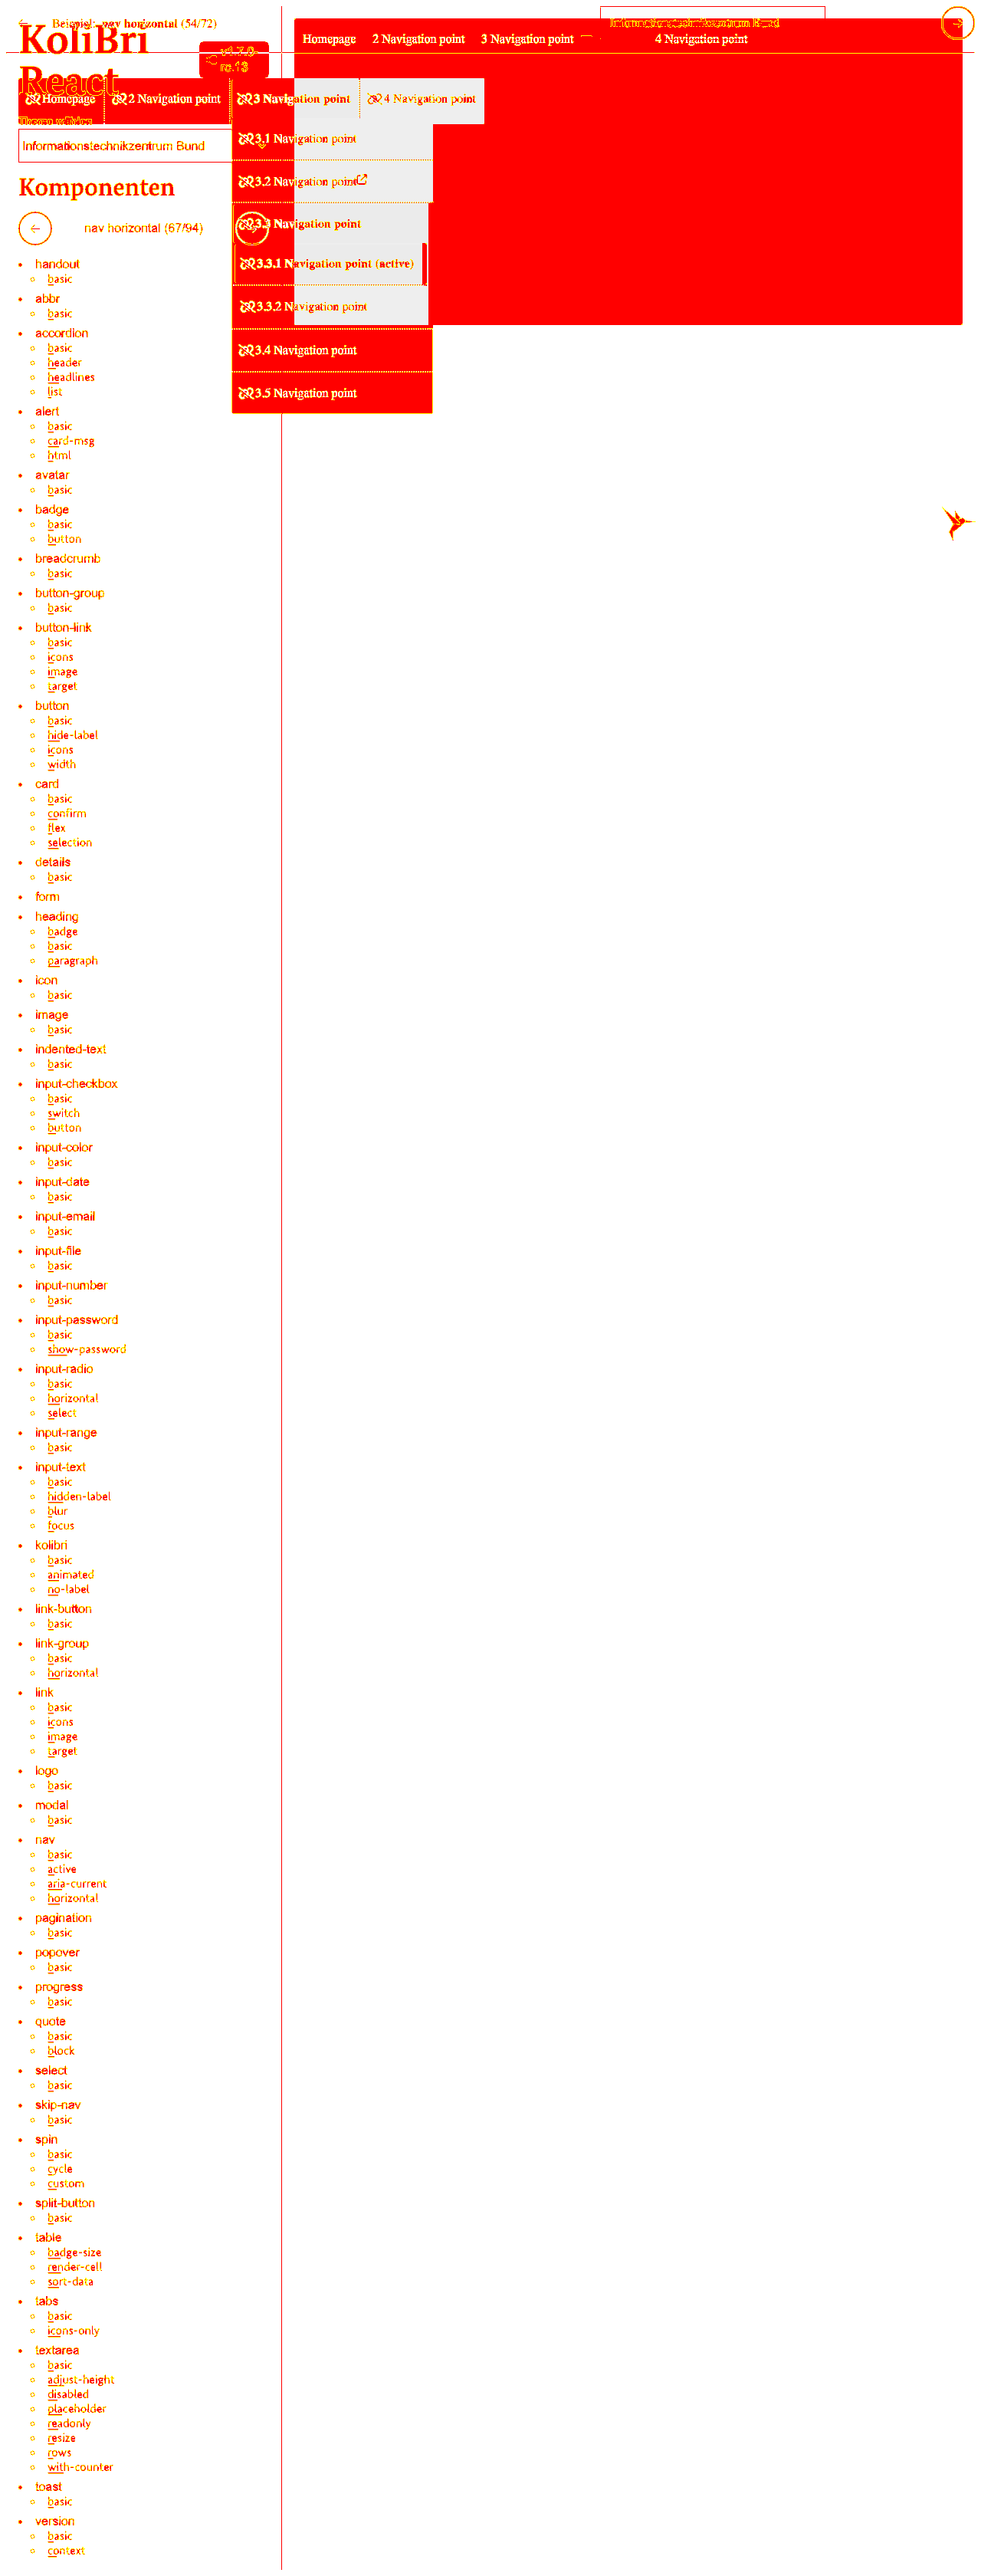 Beispiel: nav horizontal (54/72)
KoliBri
React
Homepage 2 Navigation point 3 Navigation point 4 Navigation point
Homepage 2 Navigation point 3 Navigation point 4 Navigation point
Informationstechnikzentrum Bund
3.1 Navigation point
Komponenten
3.2 Navigation point
nav horizontal (67/94)
3.3 Navigation point
3.3.1 Navigation point (active)
3.3.2 Navigation point
3.4 Navigation point
3.5 Navigation point
handout
basic
abbr
basic
accordion
basic
header
headlines
list
alert
basic
card-msg
html
avatar
basic
badge
basic
button
breadcrumb
basic
button-group
basic
button-link
basic
icons
image
target
button
basic
hide-label
icons
width
card
basic
confirm
flex
selection
details
basic
form
heading
badge
basic
paragraph
icon
basic
image
basic
indented-text
basic
input-checkbox
basic
switch
button
input-color
basic
input-date
basic
input-email
basic
input-file
basic
input-number
basic
input-password
basic
show-password
input-radio
basic
horizontal
select
input-range
basic
input-text
basic
hidden-label
blur
focus
kolibri
basic
animated
no-label
link-button
basic
link-group
basic
horizontal
link
basic
icons
image
target
logo
basic
modal
basic
nav
basic
active
aria-current
horizontal
pagination
basic
popover
basic
progress
basic
quote
basic
block
select
basic
skip-nav
basic
spin
basic
cycle
custom
split-button
basic
table
badge-size
render-cell
sort-data
tabs
basic
icons-only
textarea
basic
adjust-height
disabled
placeholder
readonly
resize
rows
with-counter
toast
basic
version
basic
context